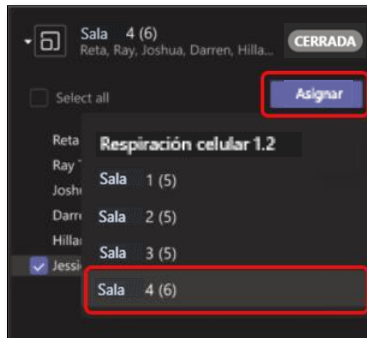 Sala 4 (6)
Reta, Ray, Joshua, Darren, Hilla...
CERRADA
Select all
Asignar
Reta
Respiración celular 1.2
Ray
Sala 1 (5)
Sala 2 (5)
Sala 3 (5)
Sala 4 (6)